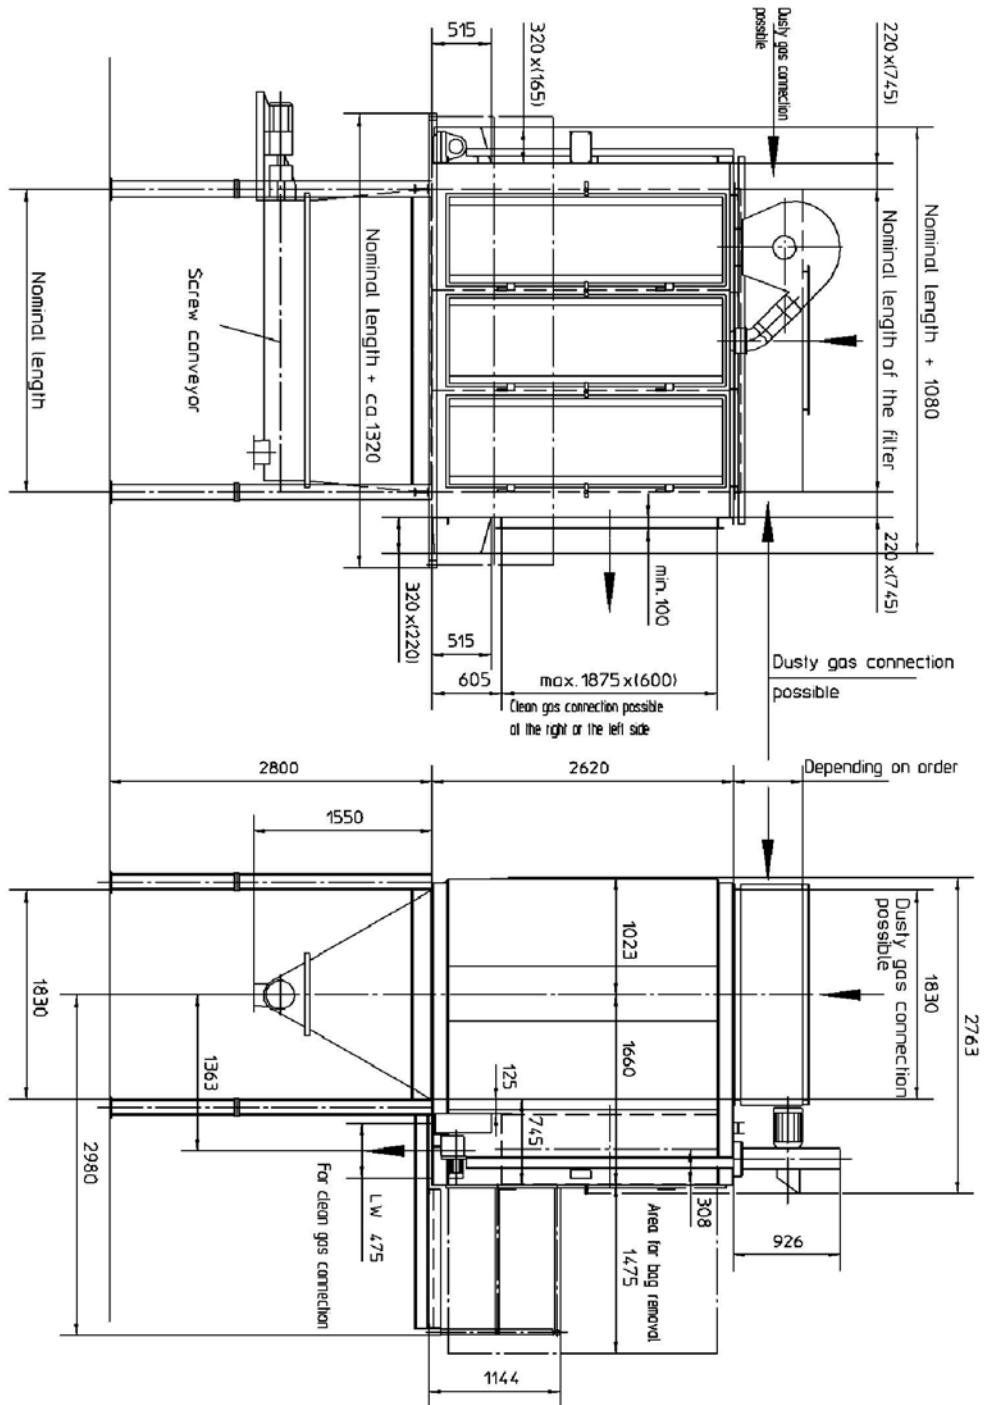 515
320 x(165)
Dusty gas connection
possible
220 x(745)
Nominal length
Screw conveyor
Nominal length + ca 1320
Nominal length of the filter
Nominal length + 1080
320 x(220)
515
605
min.100
max.1875 x(600)
Clean gas connection possible
at the right or the left side
220 x(745)
Dusty gas connection
possible
2800
2620
Depending on order
1550
1830
1363
2980
1023
1660
125
745
Dusty gas connection
possible
1830
2763
For clean gas connection
LW 475
308
926
Area for bag removal
1475
1144